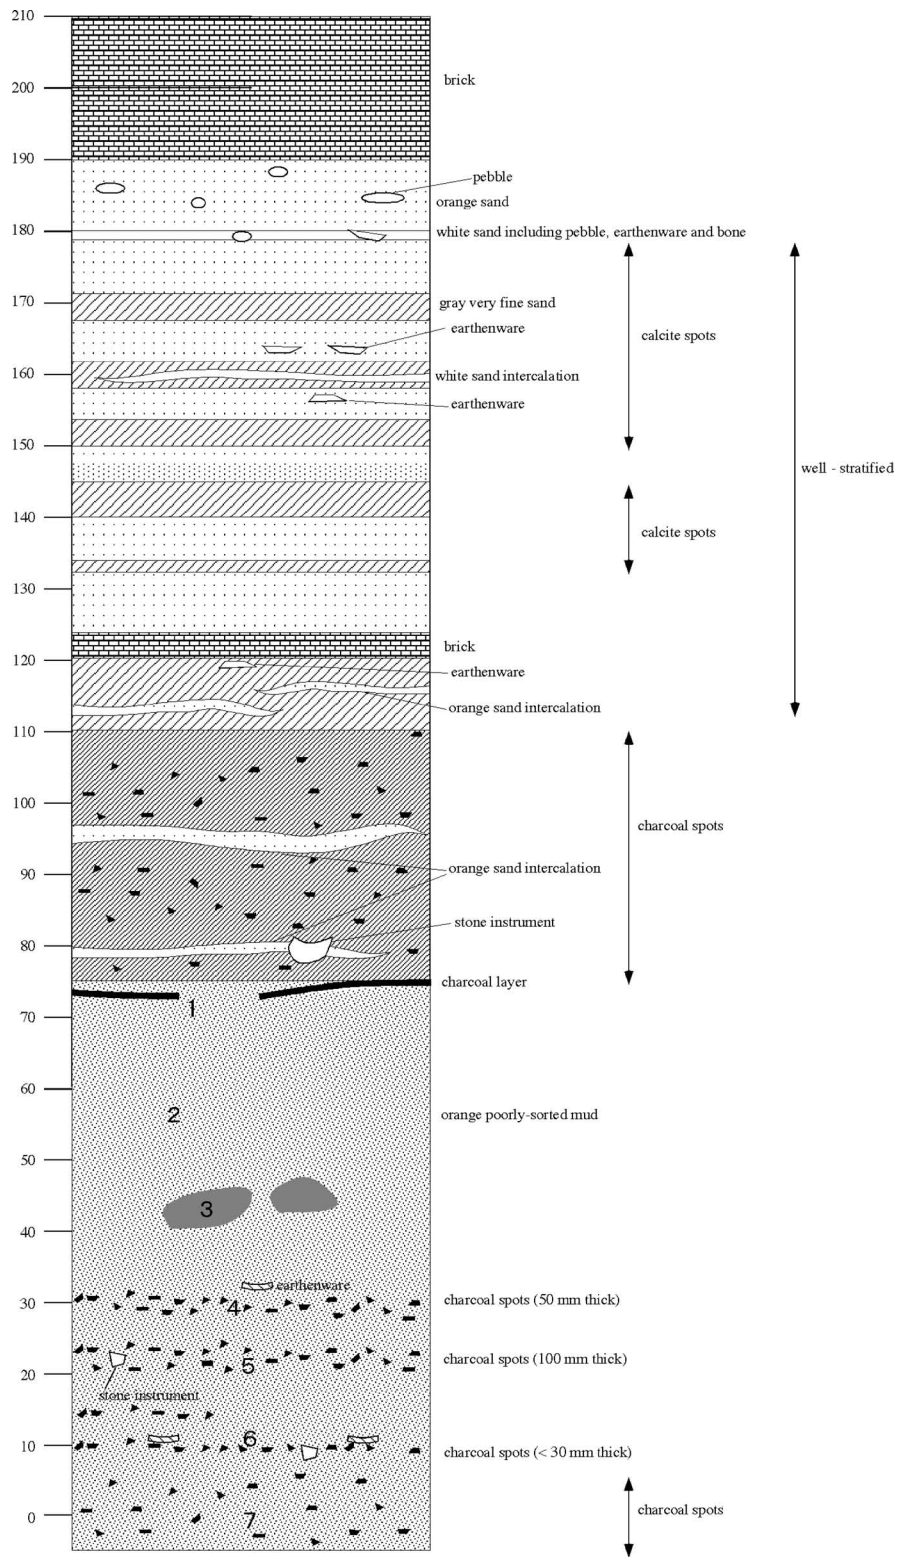 210
brick
200
190
pebble
orange sand
180
white sand including pebble, earthenware and bone
170
gray very fine sand
earthenware
calcite spots
160
white sand intercalation
earthenware
150
well - stratified
140
calcite spots
130
brick
120
earthenware
orange sand intercalation
110
100
charcoal spots
90
orange sand intercalation
stone instrument
80
charcoal layer
1
70
60
2
orange poorly-sorted mud
50
3
40
earthenware
30
4
charcoal spots (50 mm thick)
5
charcoal spots (100 mm thick)
20
stone instrument
6
10
charcoal spots (< 30 mm thick)
0
7
charcoal spots